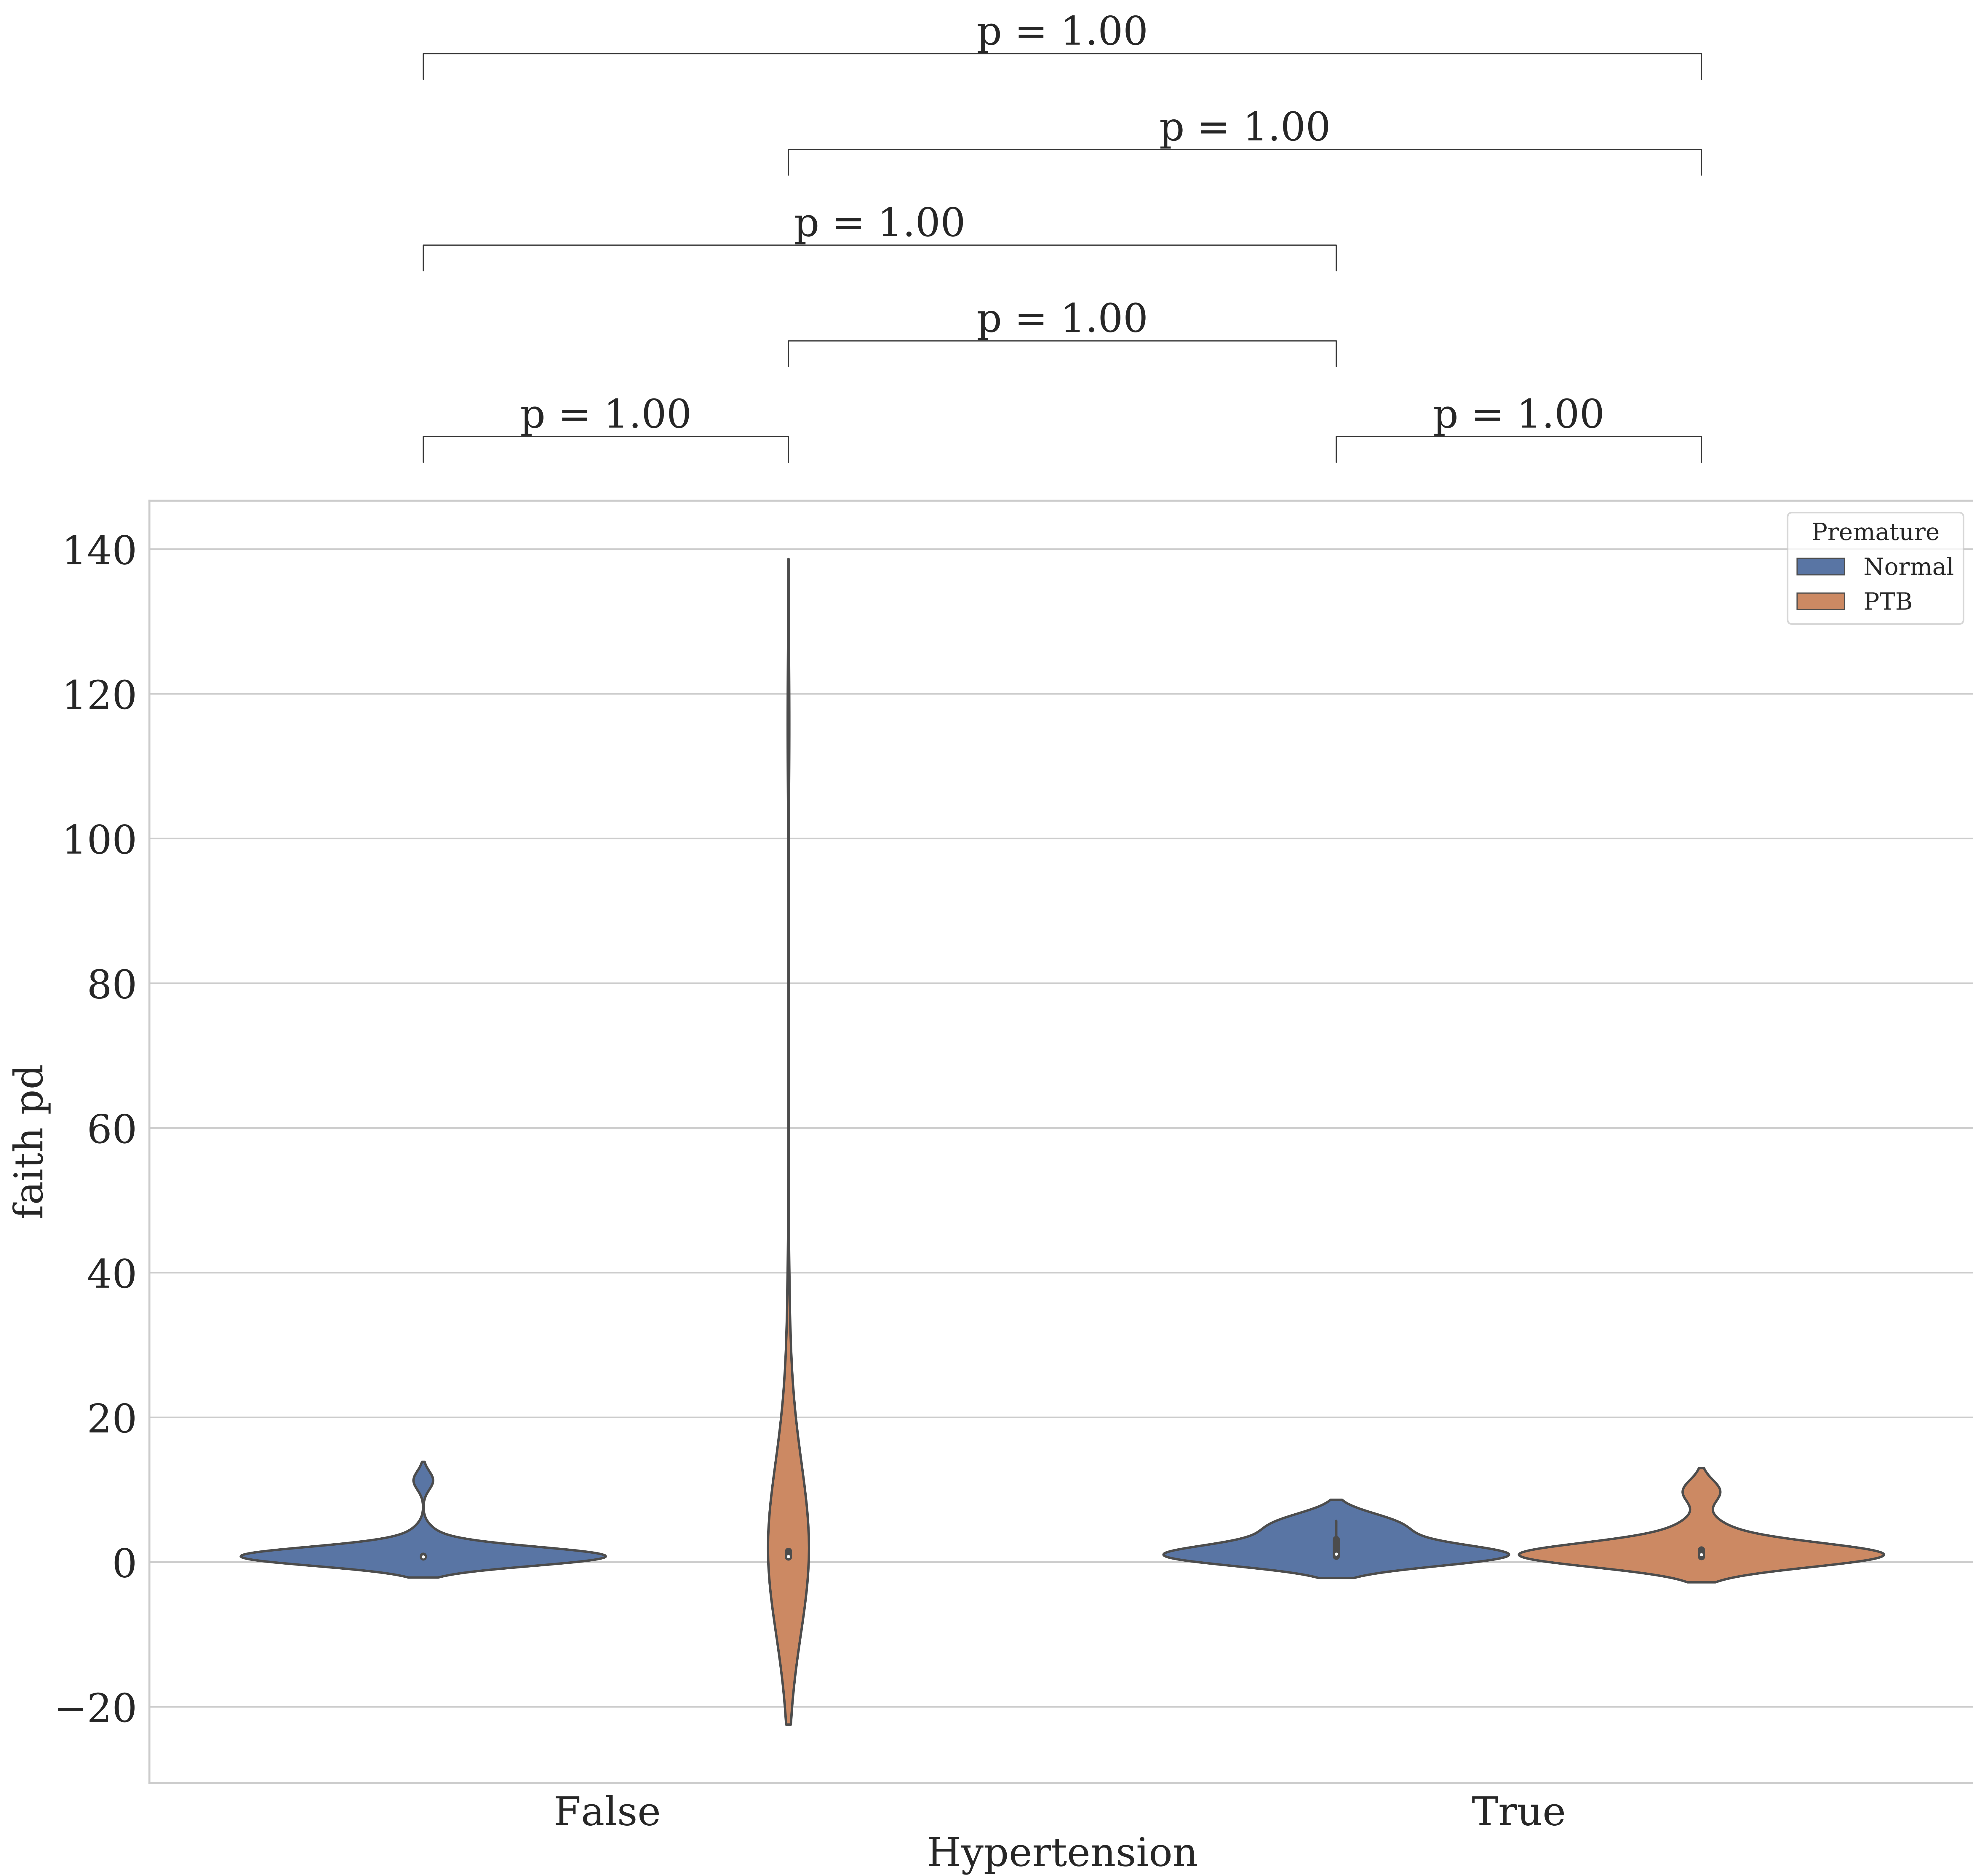 p = 1.00
p = 1.00
p = 1.00
p = 1.00
p = 1.00 p = 1.00
Premature
Normal
PTB
140
120
100
80
60
40
20
0
−20
faith pd
False True
Hypertension